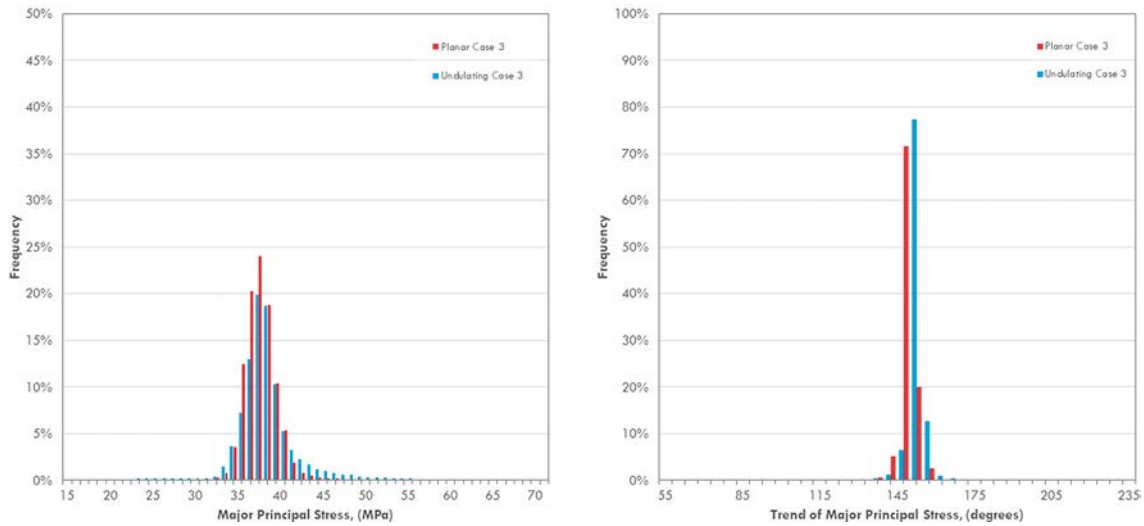 50%
45%
40%
35%
30%
25%
20%
15%
10%
5%
0%
Frequency
Planar Case 3
Undulating Case 3
15 20 25 30 35 40 45 50 55 60 65 70
Major Principal Stress, (MPa)
100%
90%
80%
70%
60%
50%
40%
30%
20%
10%
0%
Frequency
Planar Case 3
Undulating Case 3
55 85 115 145 175 205 235
Trend of Major Principal Stress, (degrees)